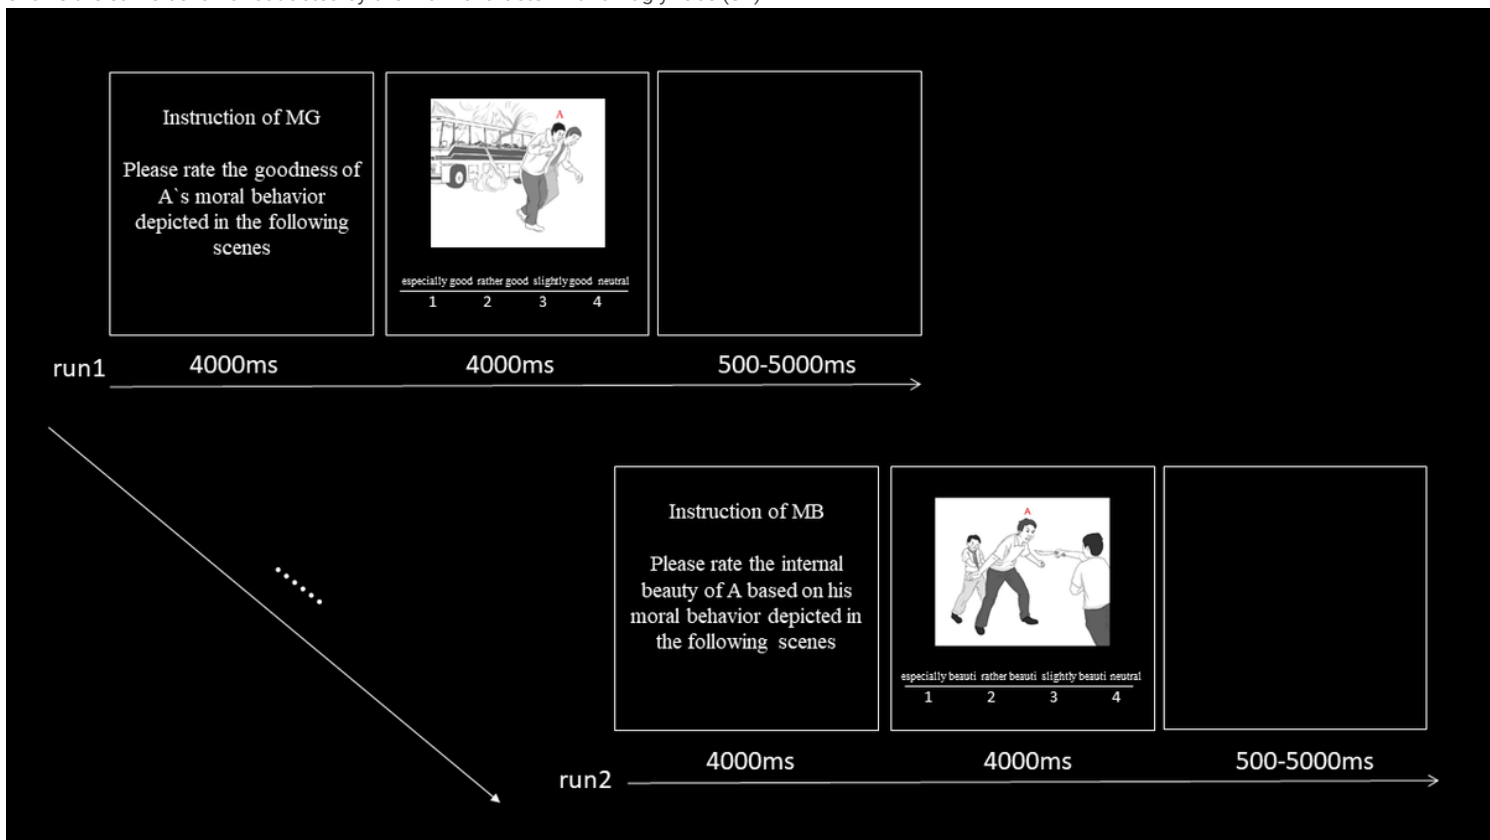 Instruction of MG
Please rate the goodness of
A`s moral behavior
depicted in the following
scenes
A
especially good rather good slightly good neutral
1 2 3 4
run1 4000ms 4000ms 500-5000ms
Instruction of MB
Please rate the internal
beauty of A based on his
moral behavior depicted in
the following scenes
A
especially beauti rather beauti slightly beauti neutral
1 2 3 4
run2 4000ms 4000ms 500-5000ms